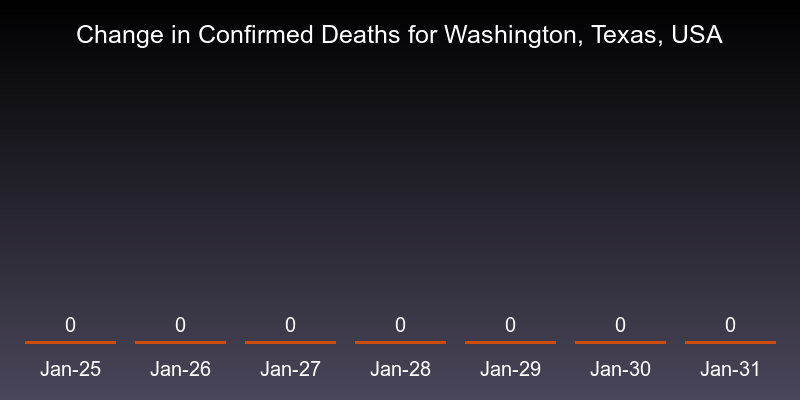 Change in Confirmed Deaths for Washington, Texas, USA
0 0 0 0 0 0 0
Jan-25 Jan-26 Jan-27 Jan-28 Jan-29 Jan-30 Jan-31